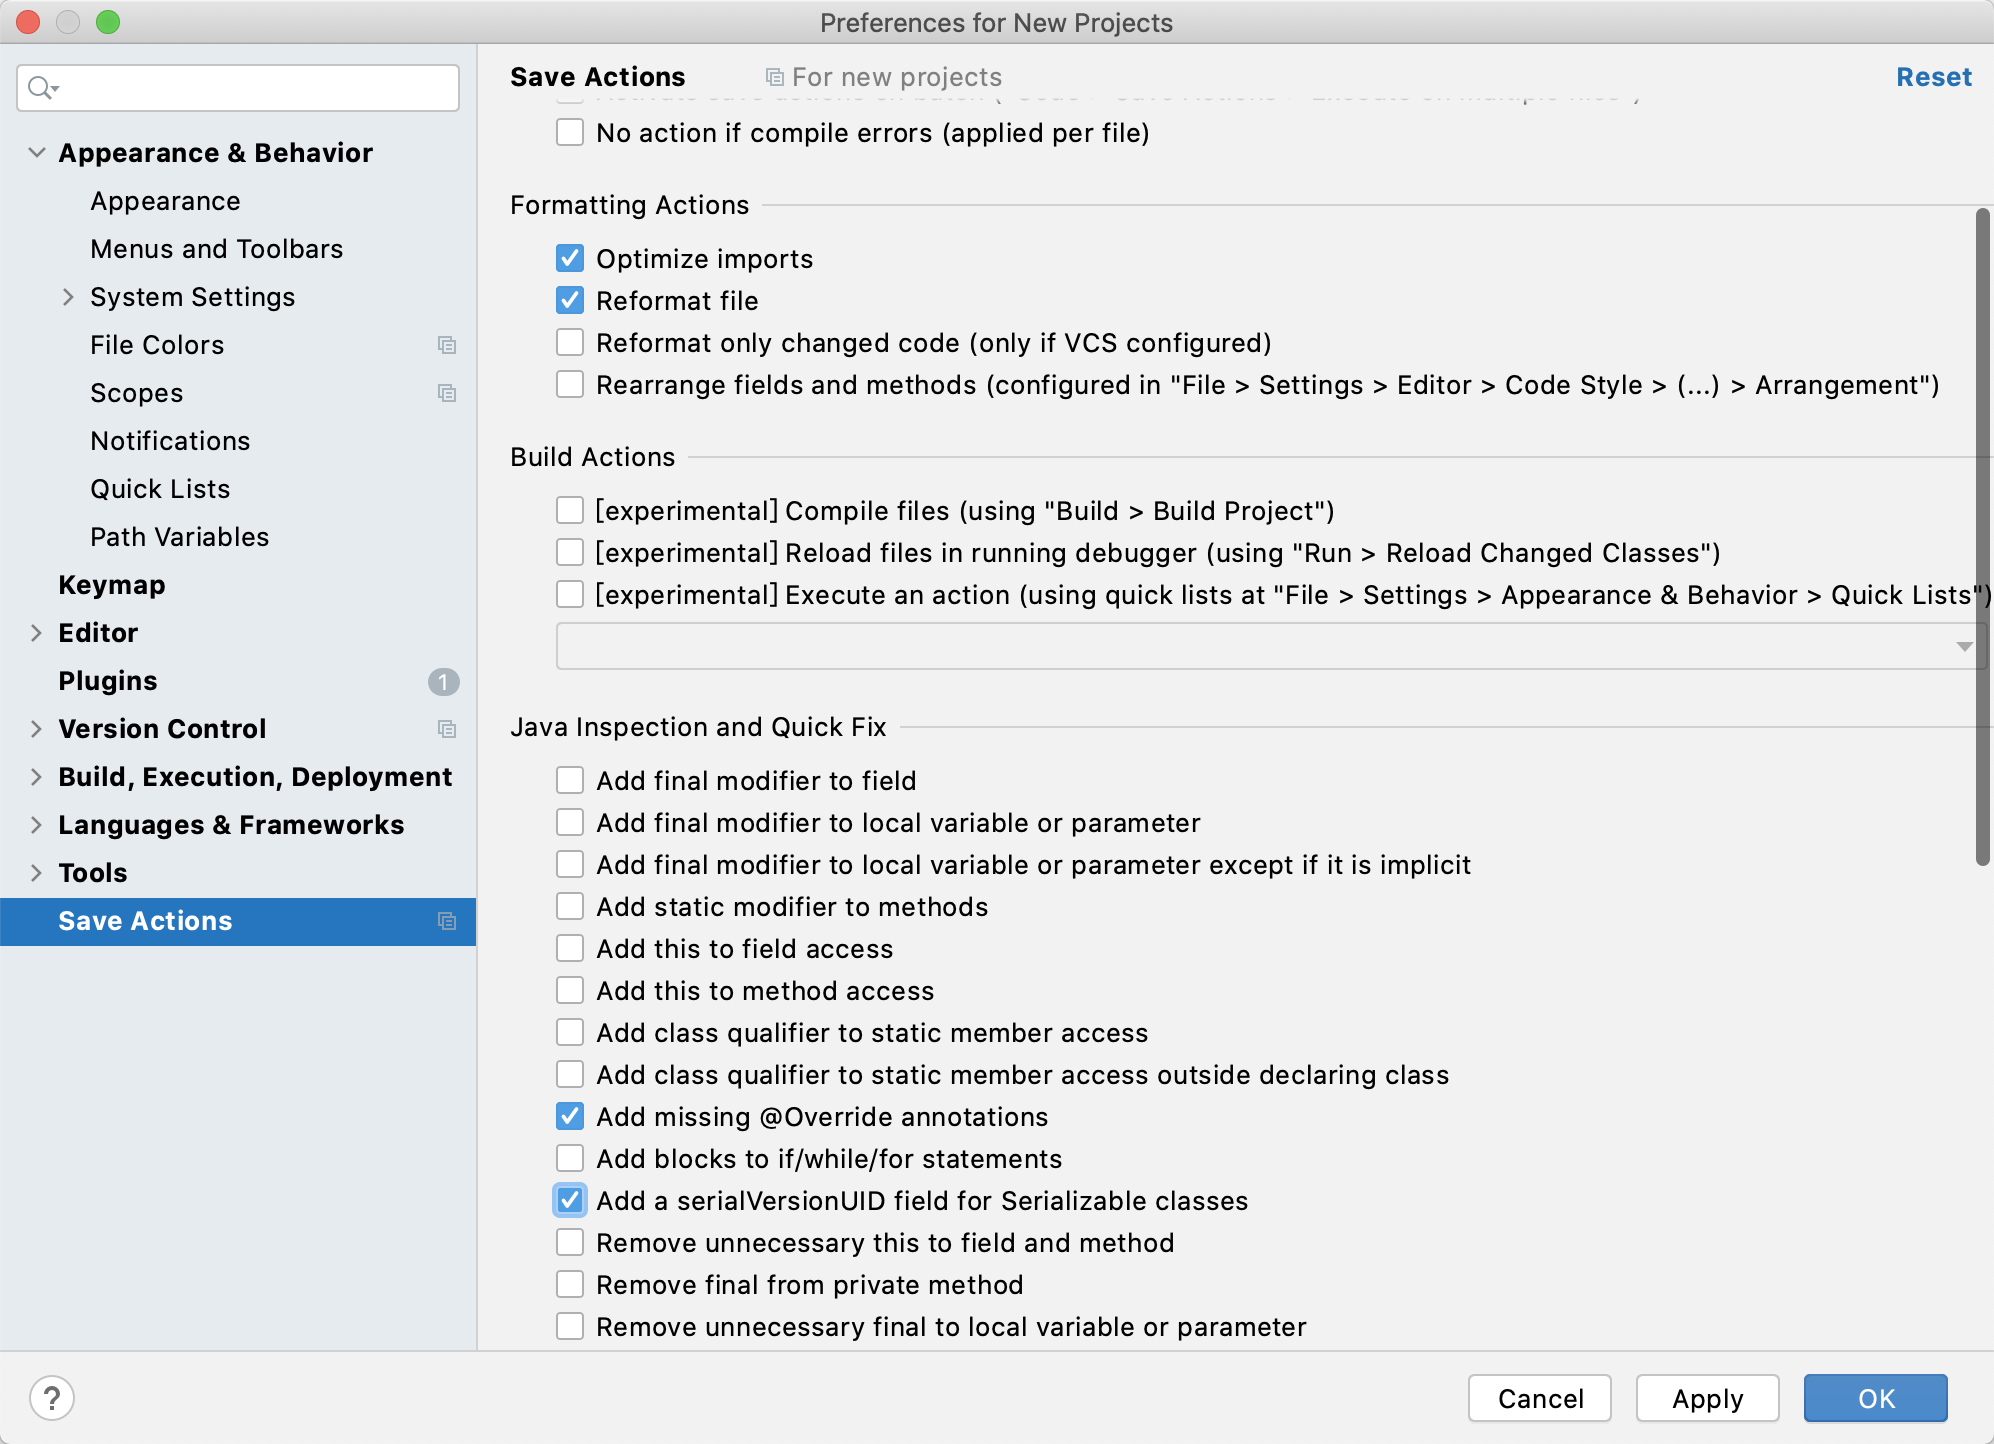 Preferences for New Projects
Save Actions
For new projects
Reset
Appearance & Behavior
Appearance
Menus and Toolbars
System Settings
File Colors
Scopes
Notifications
Quick Lists
Path Variables
Keymap
Editor
Plugins
1
Version Control
Build, Execution, Deployment
Languages & Frameworks
Tools
Save Actions
No action if compile errors (applied per file)
Formatting Actions
Optimize imports
Reformat file
Reformat only changed code (only if VCS configured)
Rearrange fields and methods (configured in "File > Settings > Editor > Code Style > (...) > Arrangement")
Build Actions
[experimental] Compile files (using "Build > Build Project")
[experimental] Reload files in running debugger (using "Run > Reload Changed Classes")
[experimental] Execute an action (using quick lists at "File > Settings > Appearance & Behavior > Quick Lists")
Java Inspection and Quick Fix
Add final modifier to field
Add final modifier to local variable or parameter
Add final modifier to local variable or parameter except if it is implicit
Add static modifier to methods
Add this to field access
Add this to method access
Add class qualifier to static member access
Add class qualifier to static member access outside declaring class
Add missing @Override annotations
Add blocks to if/while/for statements
Add a serialVersionUID field for Serializable classes
Remove unnecessary this to field and method
Remove final from private method
Remove unnecessary final to local variable or parameter
?
Cancel
Apply
OK